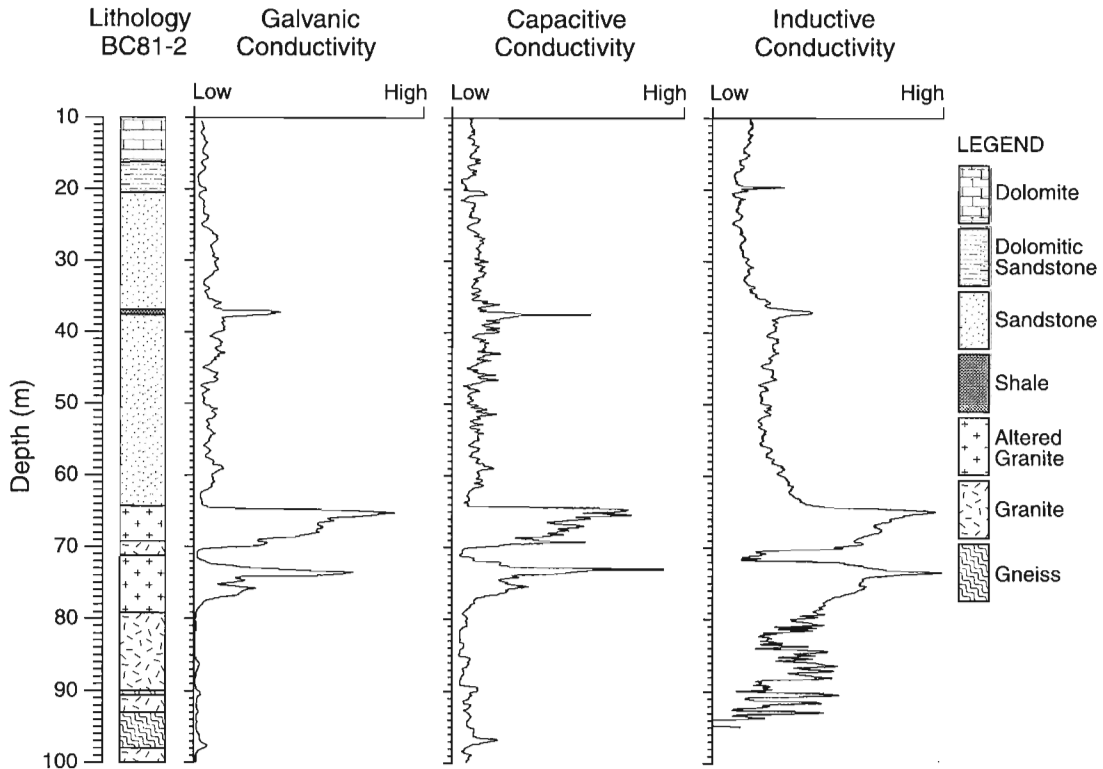 Lithology
BC81-2
Galvanic
Conductivity
Capacitive
Conductivity
Inductive
Conductivity
Low High
Low High
Low High
Depth (m)
10
20
30
40
50
60
70
80
90
100
LEGEND
Dolomite
Dolomitic
Sandstone
Sandstone
Shale
Altered
Granite
Granite
Gneiss